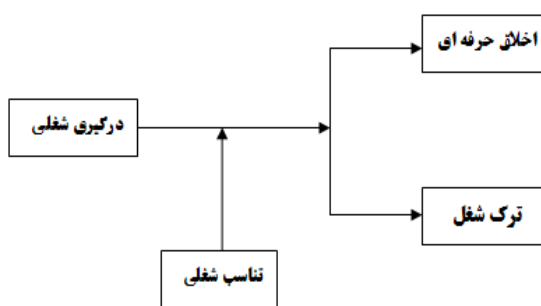 اخلاق حرفه ای
درگیری شغلی
ترک شغل
تناسب شغلی